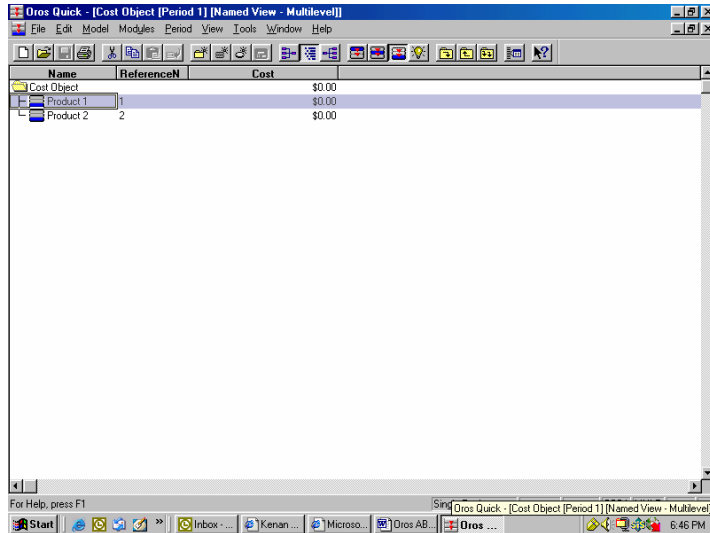 Oros Quick - [Cost Object [Period 1] [Named View - Multilevel]]
File Edit Model Modules Period View Tools Window Help
Name ReferenceN Cost
Cost Object $0.00
Product 1 1 $0.00
Product 2 2 $0.00
For Help, press F1
Oros Quick - [Cost Object [Period 1] [Named View - Multilevel]
Start » Inbox - ... Kenan ... Microso... Oros AB... Oros ... 6:46 PM